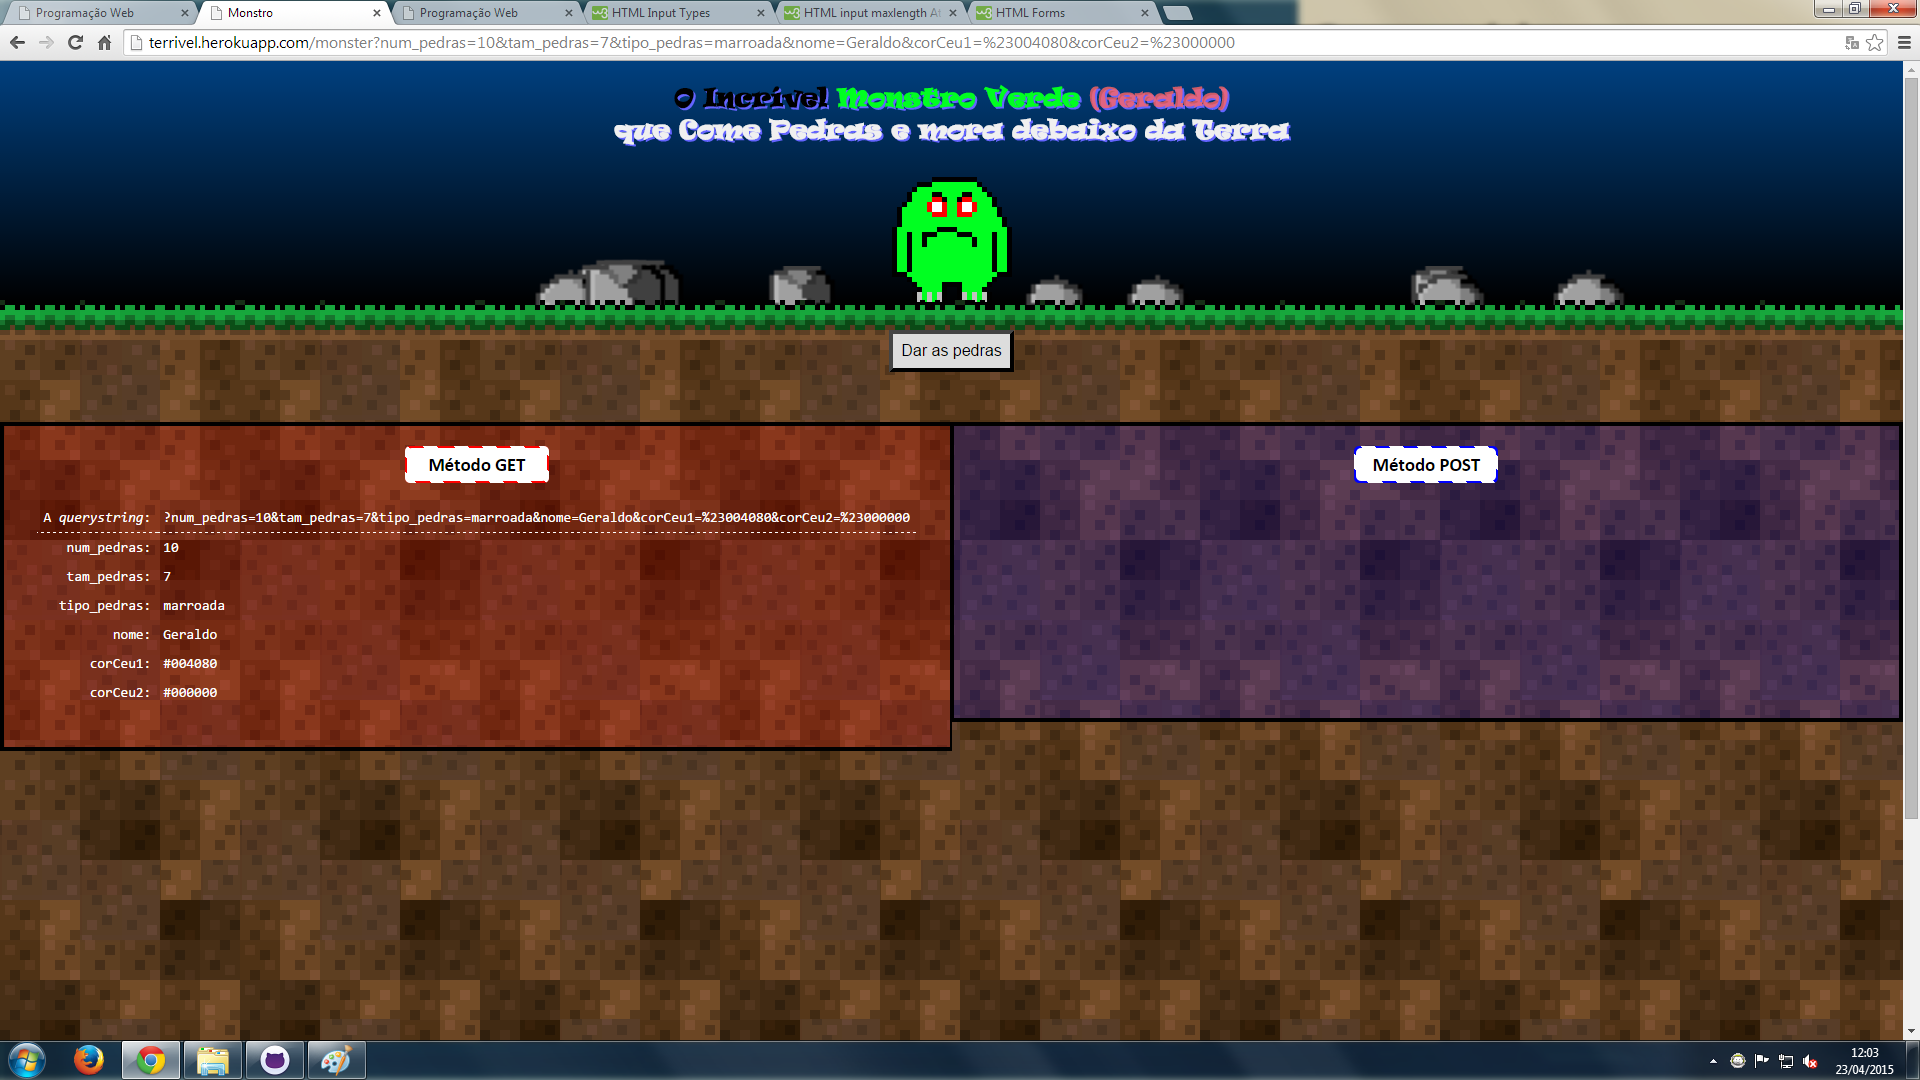 Programação Web
Monstro
Programação Web
HTML Input Types
HTML input maxlength At
HTML Forms
terrivel.herokuapp.com/monster?num_pedras=10&tam_pedras=7&tipo_pedras=marroada&nome=Geraldo&corCeu1=%23004080&corCeu2=%23000000
O Incrível Monstro Verde (Geraldo)
que Come Pedras e mora debaixo da Terra
Dar as pedras
Método GET
A querystring: ?num_pedras=10&tam_pedras=7&tipo_pedras=marroada&nome=Geraldo&corCeu1=%23004080&corCeu2=%23000000
num_pedras: 10
tam_pedras: 7
tipo_pedras: marroada
nome: Geraldo
corCeu1: #004080
corCeu2: #000000
Método POST
12:03
23/04/2015